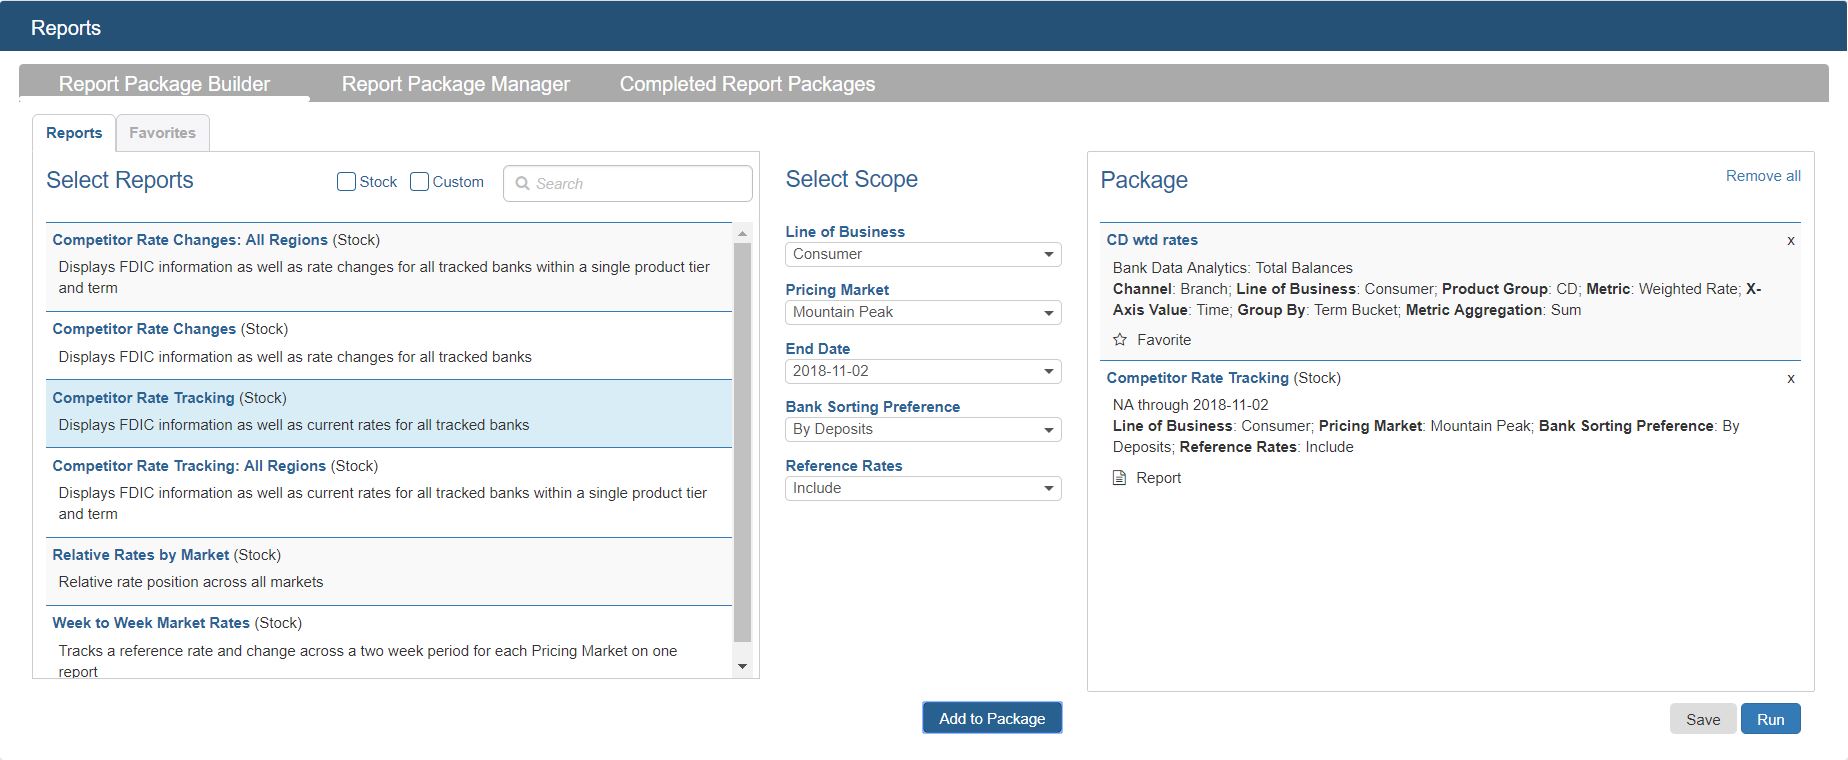 Reports
Report Package Builder
Report Package Manager
Completed Report Packages
Reports
Favorites
Select Reports
Stock
Custom
Search
Competitor Rate Changes: All Regions (Stock)
Displays FDIC information as well as rate changes for all tracked banks within a single product tier
and term
Competitor Rate Changes (Stock)
Displays FDIC information as well as rate changes for all tracked banks
Competitor Rate Tracking (Stock)
Displays FDIC information as well as current rates for all tracked banks
Competitor Rate Tracking: All Regions (Stock)
Displays FDIC information as well as current rates for all tracked banks within a single product tier
and term
Relative Rates by Market (Stock)
Relative rate position across all markets
Week to Week Market Rates (Stock)
Tracks a reference rate and change across a two week period for each Pricing Market on one
report
Select Scope
Line of Business
Consumer
Pricing Market
Mountain Peak
End Date
2018-11-02
Bank Sorting Preference
By Deposits
Reference Rates
Include
Add to Package
Package
Remove all
CD wtd rates
x
Bank Data Analytics: Total Balances
Channel: Branch; Line of Business: Consumer; Product Group: CD; Metric: Weighted Rate; X-
Axis Value: Time; Group By: Term Bucket; Metric Aggregation: Sum
Favorite
Competitor Rate Tracking (Stock)
x
NA through 2018-11-02
Line of Business: Consumer; Pricing Market: Mountain Peak; Bank Sorting Preference: By
Deposits; Reference Rates: Include
Report
Save
Run